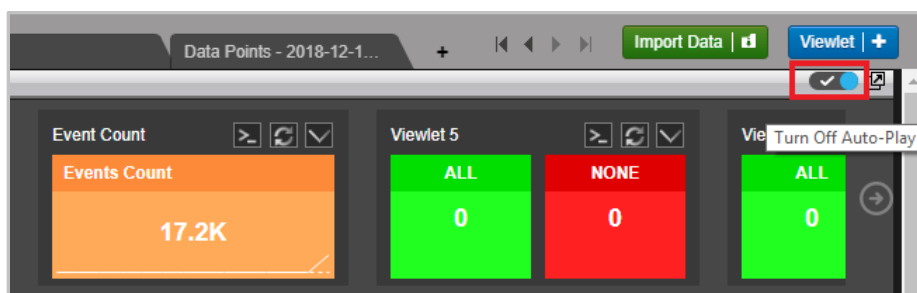 Data Points - 2018-12-1...
+
Import Data
Viewlet +
Event Count
>_
Viewlet 5
>_
Vie
Turn Off Auto-Play
Events Count
ALL
NONE
ALL
17.2K
0
0
0